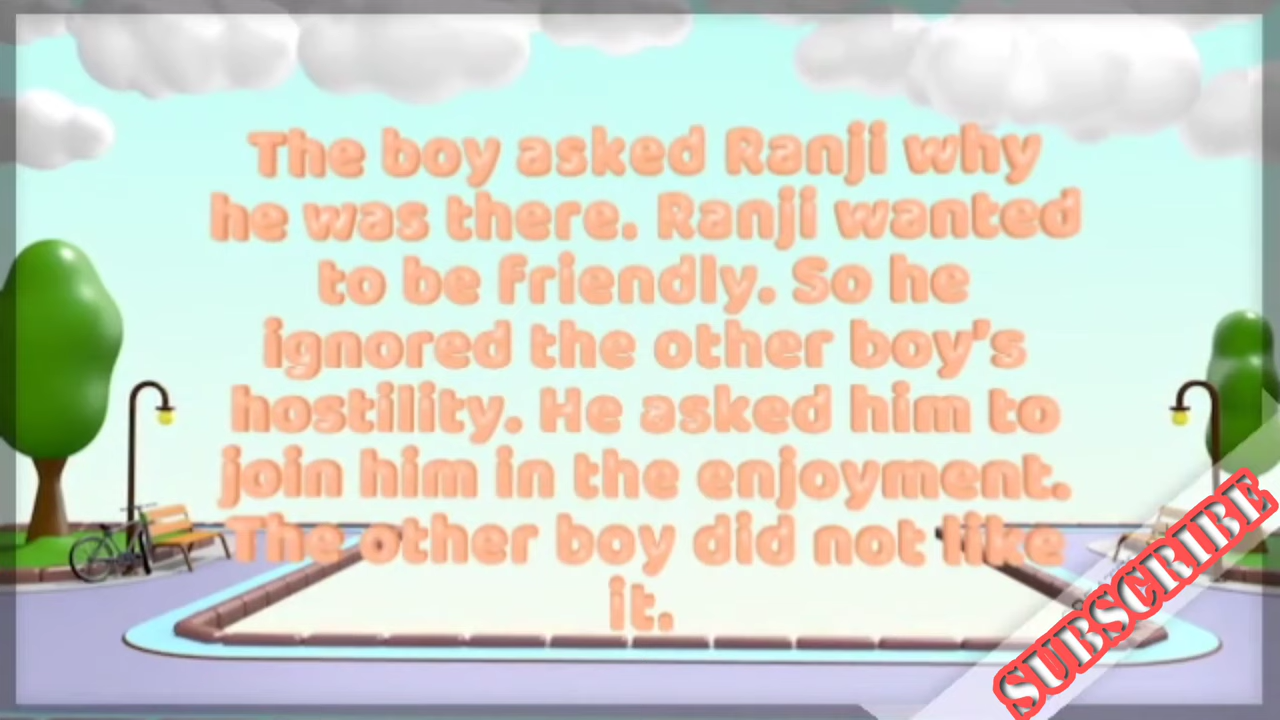 The boy asked Ranji why
he was there. Ranji wanted
to be friendly. So he
ignored the other boy's
hostility. He asked him to
join him in the enjoyment.
The other boy did not like
it.
SUBSCRIBE